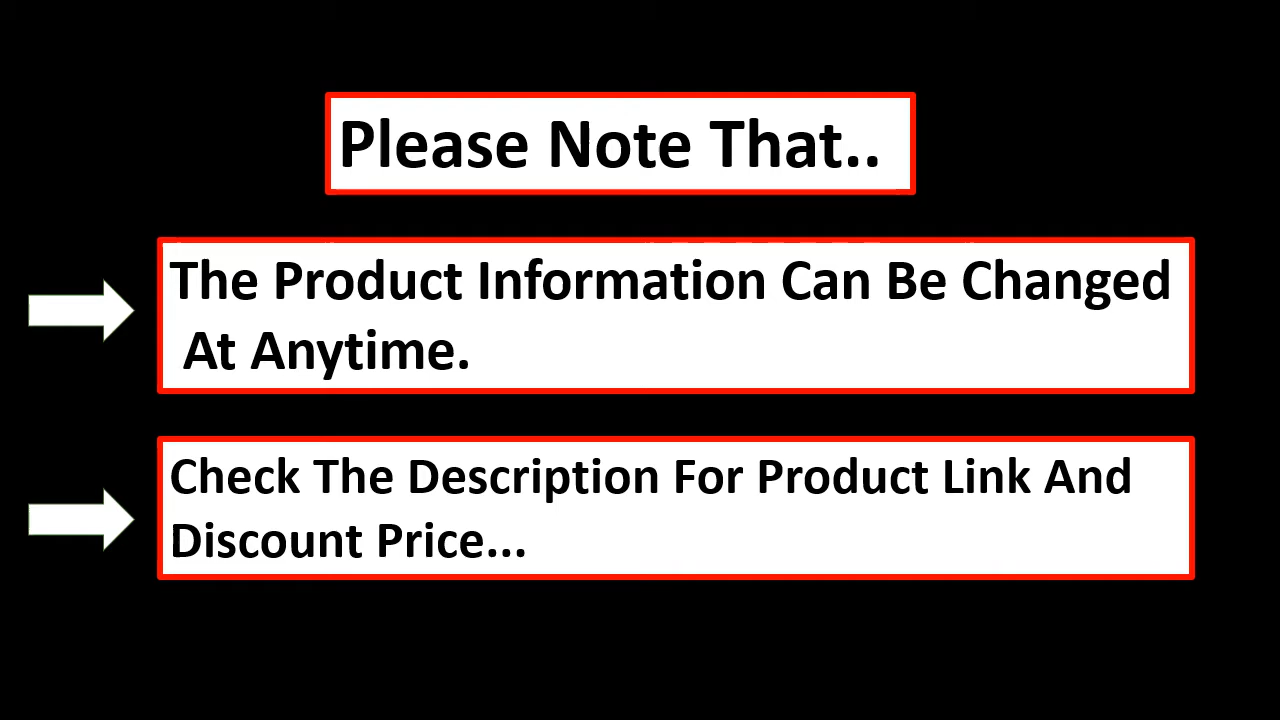 Please Note That..
The Product Information Can Be Changed
At Anytime.
Check The Description For Product Link And
Discount Price...